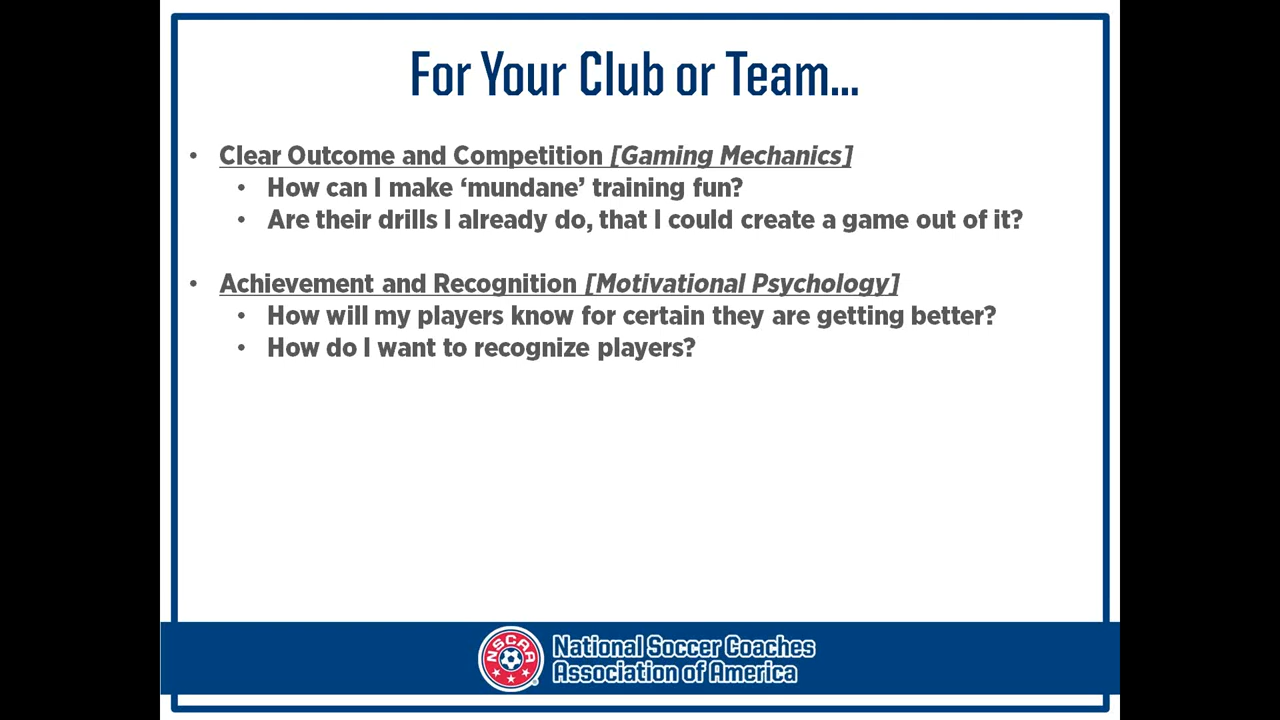 For Your Club or Team...
• Clear Outcome and Competition [Gaming Mechanics]
• How can I make ‘mundane’ training fun?
• Are their drills I already do, that I could create a game out of it?
• Achievement and Recognition [Motivational Psychology]
• How will my players know for certain they are getting better?
• How do I want to recognize players?
NSCAA
National Soccer Coaches
Association of America